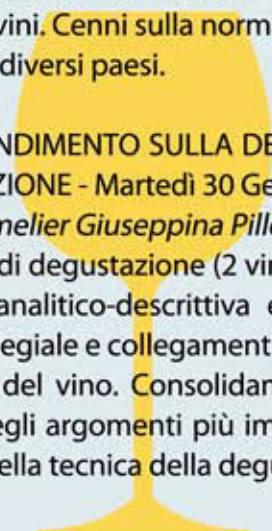 vini. Cenni sulla norm
diversi paesi.
NDIMENTO SULLA DE
ZIONE - Martedì 30 Ge
melier Giuseppina Pill
di degustazione (2 vin
analitico-descrittiva e
egiale e collegament
del vino. Consolidan
egli argomenti più im
ella tecnica della degu